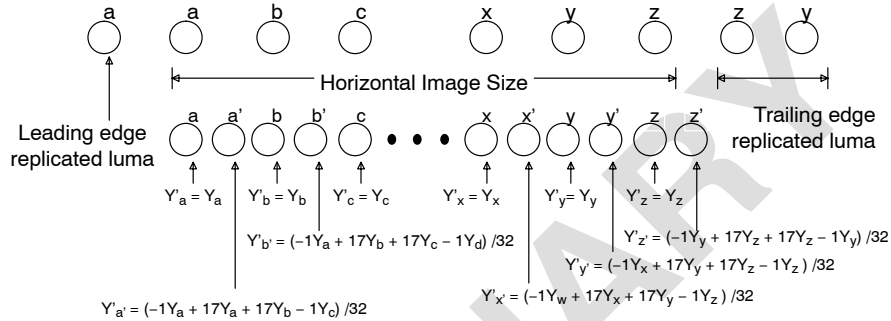 a a b c x y z z y
Horizontal Image Size
Leading edge
replicated luma
Trailing edge
replicated luma
a a' b b' c x x' y y' z z'
Y'a = Ya Y'b = Yb Y'c = Yc Y'x = Yx Y'y = Yy Y'z = Yz
Y'b' = (−1Ya + 17Yb + 17Yc − 1Yd) /32
Y'z' = (−1Yy + 17Yz + 17Yz − 1Yy) /32
Y'y' = (−1Yx + 17Yy + 17Yz − 1Yz ) /32
Y'x' = (−1Yw + 17Yx + 17Yy − 1Yz ) /32
Y'a' = (−1Ya + 17Ya + 17Yb − 1Yc) /32